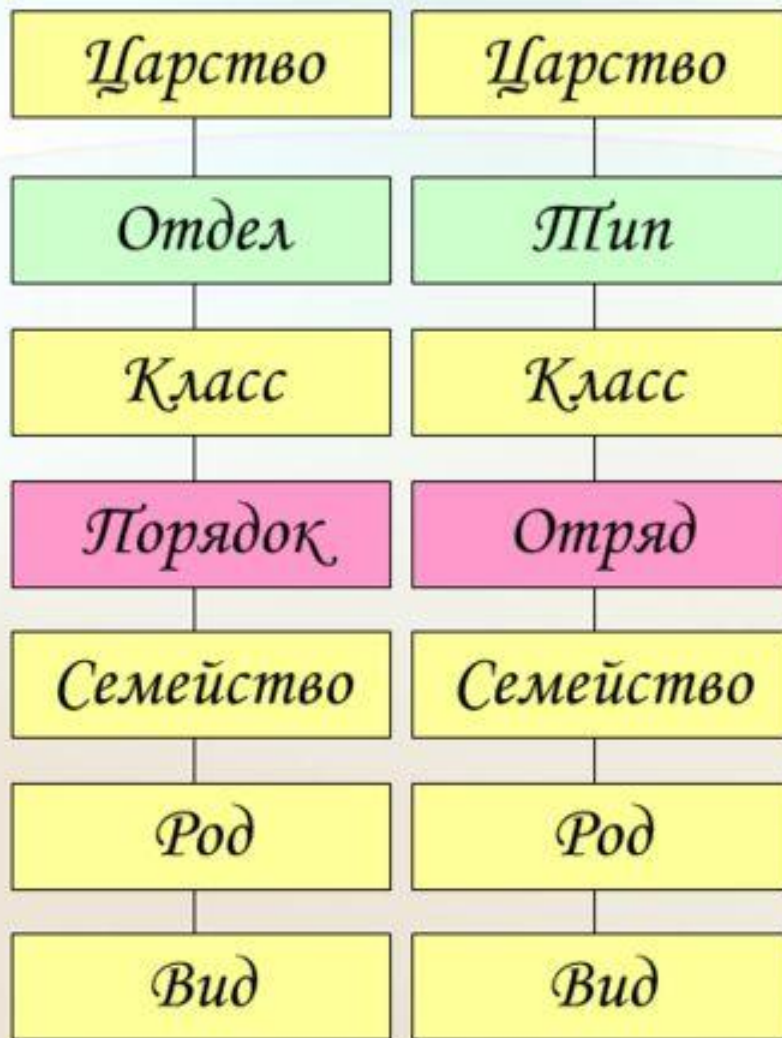 Царство Царство
Отдел Тип
Класс Класс
Порядок Отряд
Семейство Семейство
Род Род
Вид Вид